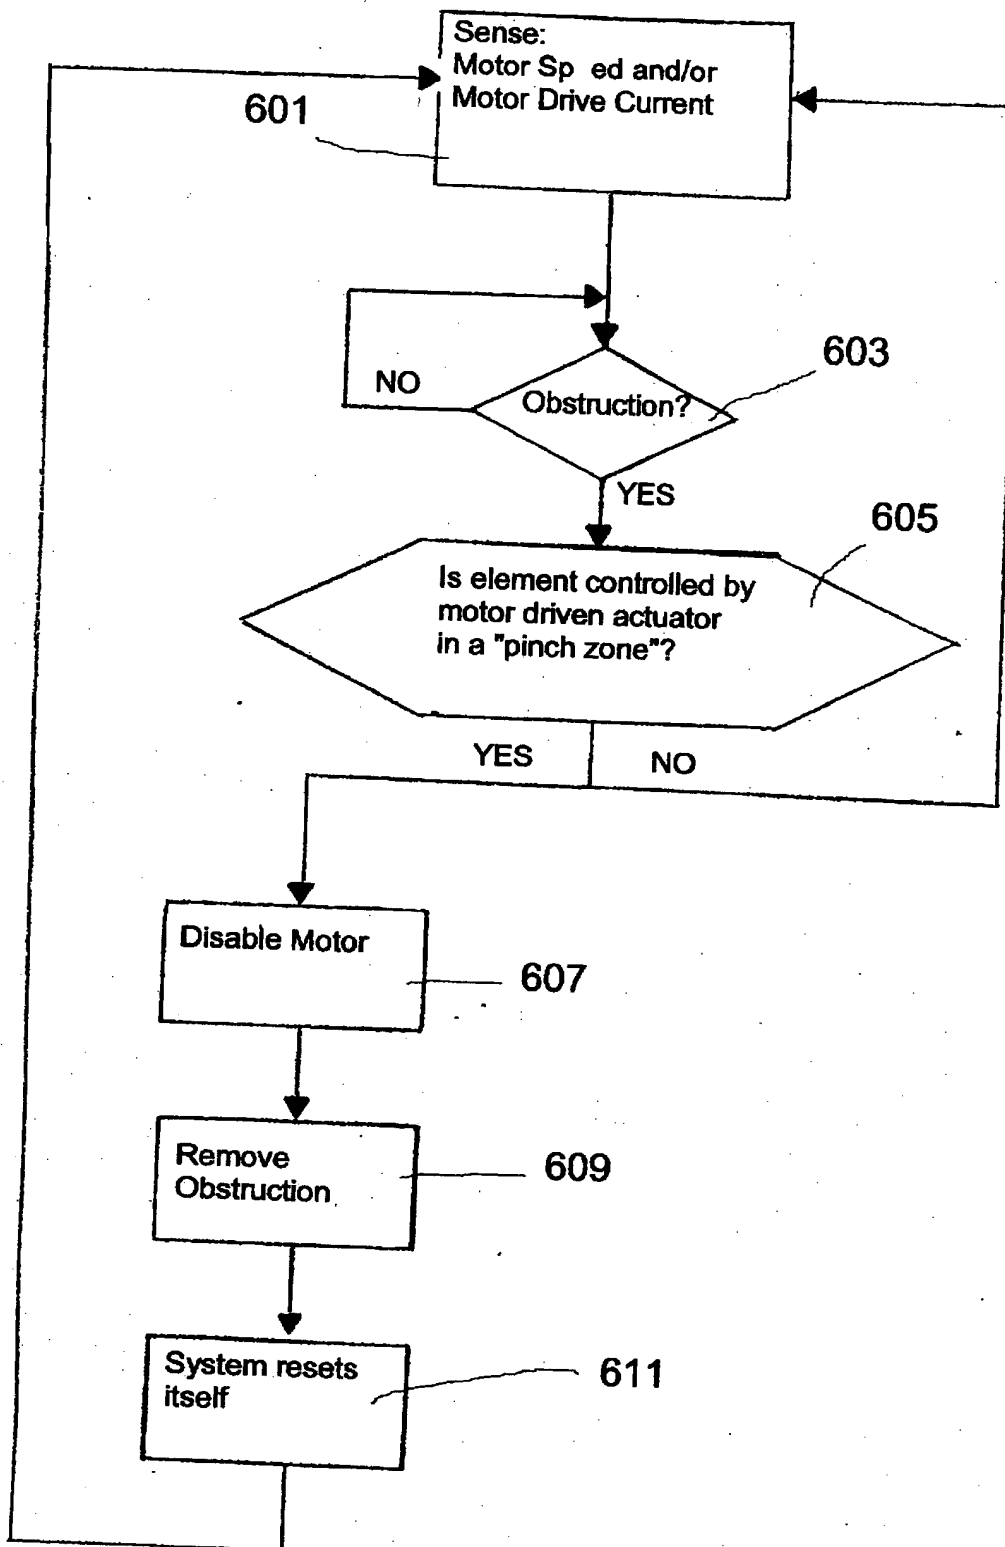 Sense:
Motor Sp ed and/or
Motor Drive Current
601
603
NO
Obstruction?
YES
605
Is element controlled by
motor driven actuator
in a "pinch zone"?
YES
NO
Disable Motor
607
Remove
Obstruction
609
System resets
itself
611